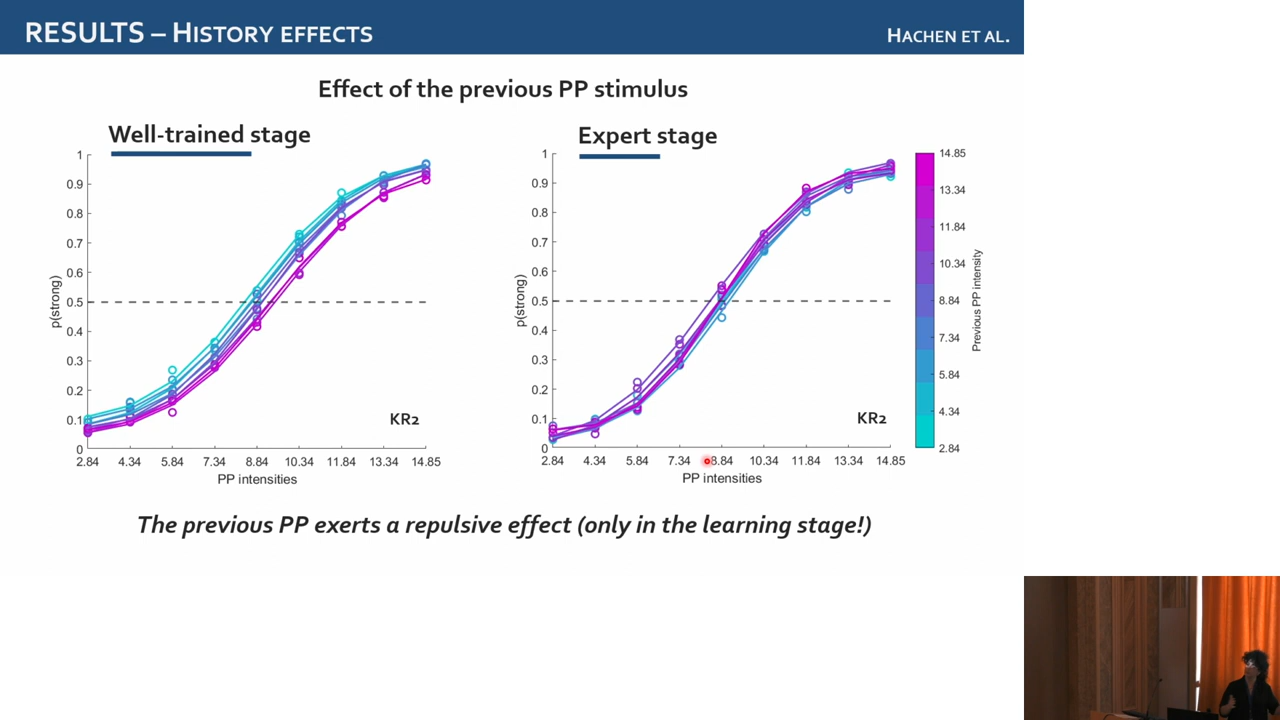 RESULTS – HISTORY EFFECTS
HACHEN ET AL.
Effect of the previous PP stimulus
Well-trained stage
1
0.9
0.8
0.7
0.6
0.5
0.4
0.3
0.2
0.1
0
p(strong)
KR2
2.84 4.34 5.84 7.34 8.84 10.34 11.84 13.34 14.85
PP intensities
Expert stage
1
0.9
0.8
0.7
0.6
0.5
0.4
0.3
0.2
0.1
0
p(strong)
KR2
2.84 4.34 5.84 7.34 8.84 10.34 11.84 13.34 14.85
PP intensities
14.85
13.34
11.84
10.34
8.84
7.34
5.84
4.34
2.84
Previous PP intensity
The previous PP exerts a repulsive effect (only in the learning stage!)